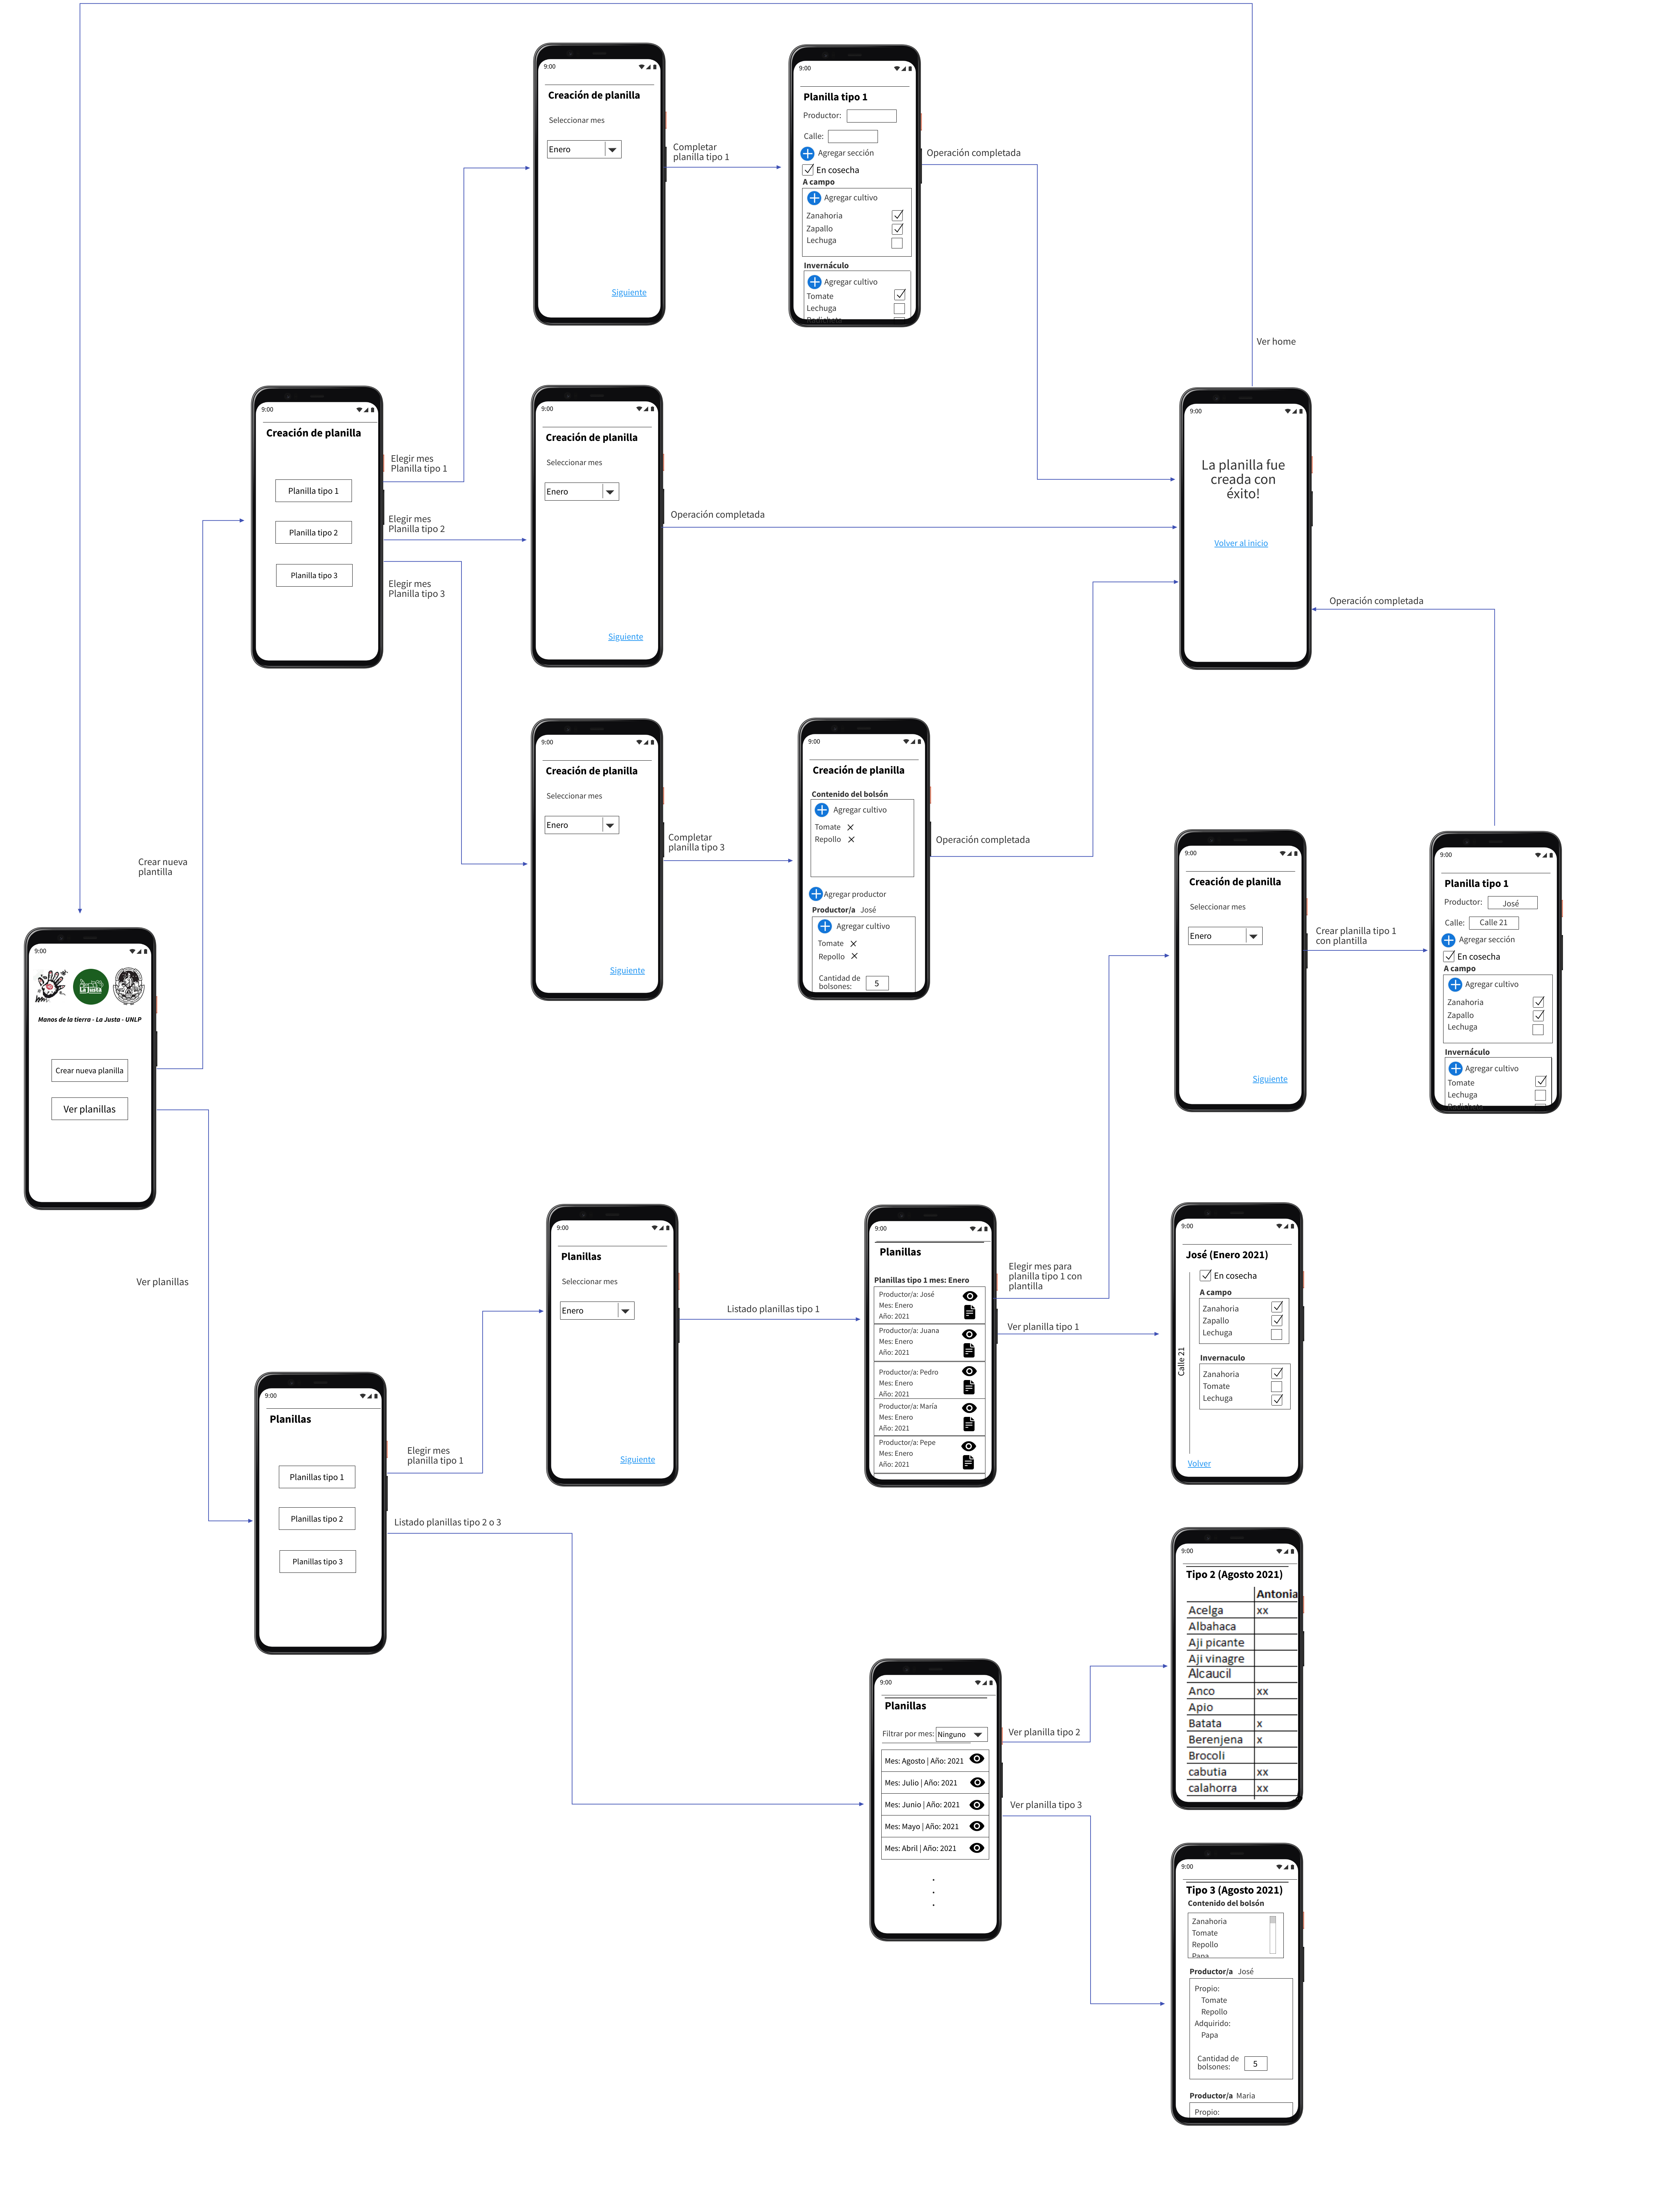 9:00
Creación de planilla
Seleccionar mes
Enero
Siguiente
Completar
planilla tipo 1
9:00
Planilla tipo 1
Productor:
Calle:
Agregar sección
En cosecha
A campo
Agregar cultivo
Zanahoria
Zapallo
Lechuga
Invernáculo
Agregar cultivo
Tomate
Lechuga
Operación completada
Ver home
9:00
Creación de planilla
Planilla tipo 1
Planilla tipo 2
Planilla tipo 3
Elegir mes
Planilla tipo 1
Elegir mes
Planilla tipo 2
Elegir mes
Planilla tipo 3
9:00
Creación de planilla
Seleccionar mes
Enero
Siguiente
Operación completada
9:00
La planilla fue
creada con
éxito!
Volver al inicio
Operación completada
9:00
Creación de planilla
Seleccionar mes
Enero
Siguiente
Completar
planilla tipo 3
9:00
Creación de planilla
Contenido del bolsón
Agregar cultivo
Tomate
Repollo
Agregar productor
Productor/a José
Agregar cultivo
Tomate
Repollo
Cantidad de
bolsones: 5
Operación completada
9:00
Creación de planilla
Seleccionar mes
Enero
Siguiente
Crear planilla tipo 1
con plantilla
9:00
Planilla tipo 1
Productor: José
Calle: Calle 21
Agregar sección
En cosecha
A campo
Agregar cultivo
Zanahoria
Zapallo
Lechuga
Invernáculo
Agregar cultivo
Tomate
Lechuga
Crear nueva
plantilla
9:00
La Justa
Manos de la tierra - La Justa - UNLP
Crear nueva planilla
Ver planillas
Ver planillas
9:00
Planillas
Planillas tipo 1
Planillas tipo 2
Planillas tipo 3
Elegir mes
planilla tipo 1
Listado planillas tipo 2 o 3
9:00
Planillas
Seleccionar mes
Enero
Siguiente
Listado planillas tipo 1
9:00
Planillas
Planillas tipo 1 mes: Enero
Productor/a: José
Mes: Enero
Año: 2021
Productor/a: Juana
Mes: Enero
Año: 2021
Productor/a: Pedro
Mes: Enero
Año: 2021
Productor/a: María
Mes: Enero
Año: 2021
Productor/a: Pepe
Mes: Enero
Año: 2021
Elegir mes para
planilla tipo 1 con
plantilla
Ver planilla tipo 1
9:00
José (Enero 2021)
Calle 21
En cosecha
A campo
Zanahoria
Zapallo
Lechuga
Invernaculo
Zanahoria
Tomate
Lechuga
Volver
9:00
Planillas
Filtrar por mes: Ninguno
Mes: Agosto | Año: 2021
Mes: Julio | Año: 2021
Mes: Junio | Año: 2021
Mes: Mayo | Año: 2021
Mes: Abril | Año: 2021
.
.
.
Ver planilla tipo 2
Ver planilla tipo 3
9:00
Tipo 2 (Agosto 2021)
Antonia
Acelga xx
Albahaca
Aji picante
Aji vinagre
Alcaucil
Anco xx
Apio
Batata x
Berenjena x
Brocoli
cabutia xx
calahorra xx
9:00
Tipo 3 (Agosto 2021)
Contenido del bolsón
Zanahoria
Tomate
Repollo
Papa
Productor/a José
Propio:
Tomate
Repollo
Adquirido:
Papa
Cantidad de
bolsones: 5
Productor/a Maria
Propio: